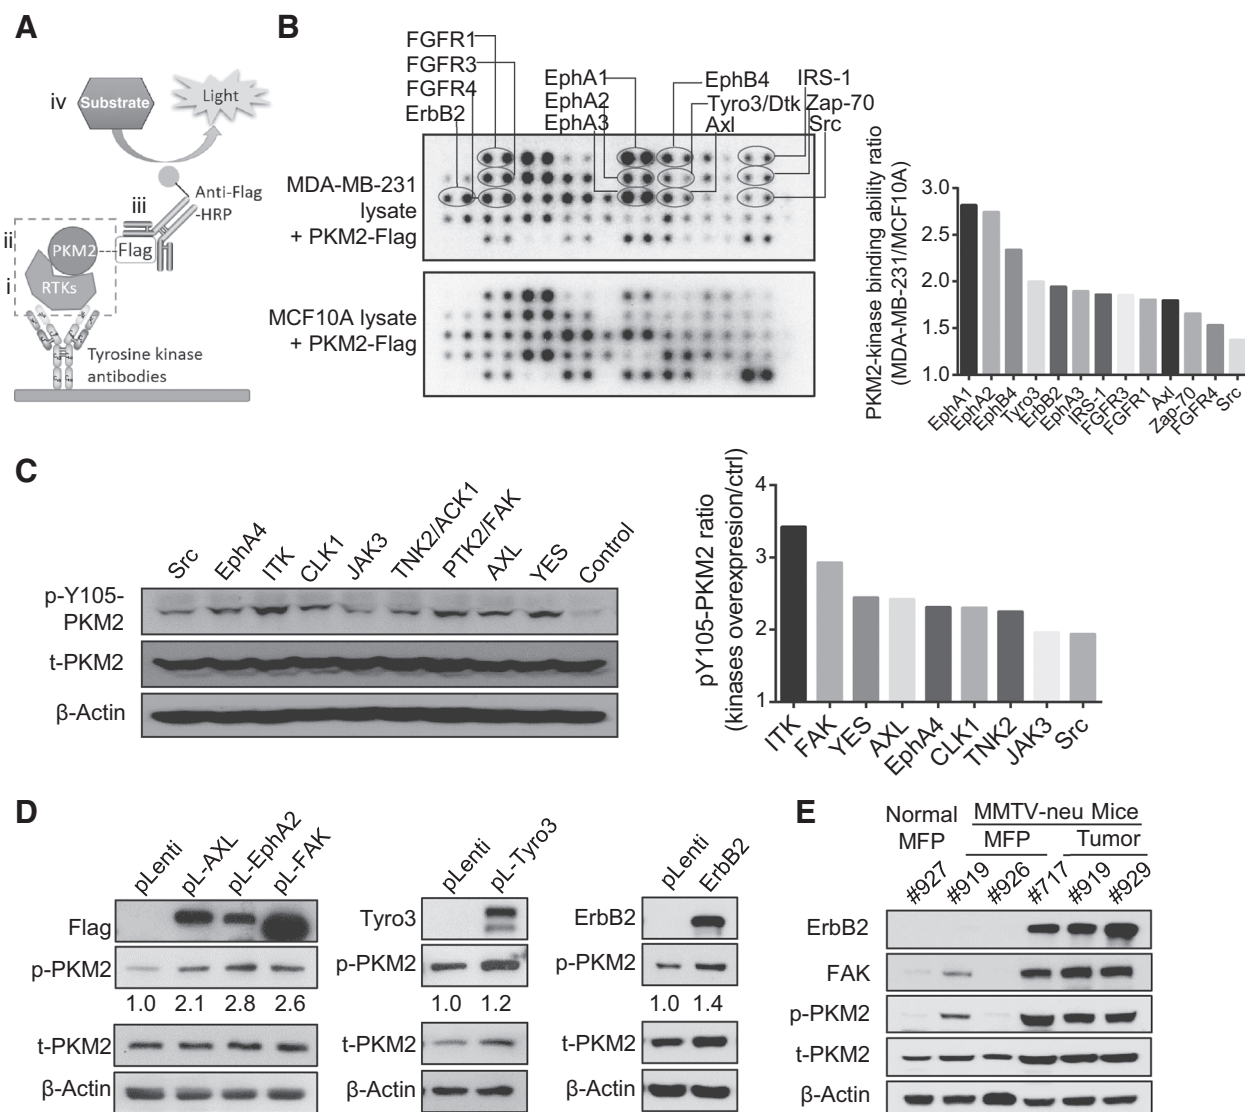 A
iv
Substrate
Light
iii
Anti-Flag
-HRP
ii
PKM2
Flag
i
RTKs
Tyrosine kinase
antibodies
B
FGFR1
FGFR3
FGFR4
ErbB2
EphA1
EphA2
EphA3
EphB4
Tyro3/Dtk
Axl
IRS-1
Zap-70
Src
MDA-MB-231
lysate
+ PKM2-Flag
MCF10A lysate
+ PKM2-Flag
PKM2-kinase binding ability ratio
(MDA-MB-231/MCF10A)
3.0
2.5
2.0
1.5
1.0
EphA1
EphA2
EphB4
Tyro3
ErbB2
EphA3
IRS-1
FGFR3
FGFR1
Axl
Zap-70
FGFR4
Src
C
Src
EphA4
ITK
CLK1
JAK3
TNK2/ACK1
PTK2/FAK
AXL
YES
Control
p-Y105-
PKM2
t-PKM2
β-Actin
pY105-PKM2 ratio
(kinases overexpresion/ctrl)
4
3
2
1
ITK
FAK
YES
AXL
EphA4
CLK1
TNK2
JAK3
Src
D
pLenti
pL-AXL
pL-EphA2
pL-FAK
Flag
p-PKM2
1.0 2.1 2.8 2.6
t-PKM2
β-Actin
pLenti
pL-Tyro3
Tyro3
p-PKM2
1.0 1.2
t-PKM2
β-Actin
pLenti
ErbB2
ErbB2
p-PKM2
1.0 1.4
t-PKM2
β-Actin
E
Normal
MFP
MMTV-neu Mice
MFP
Tumor
#927
#919
#926
#717
#919
#929
ErbB2
FAK
p-PKM2
t-PKM2
β-Actin